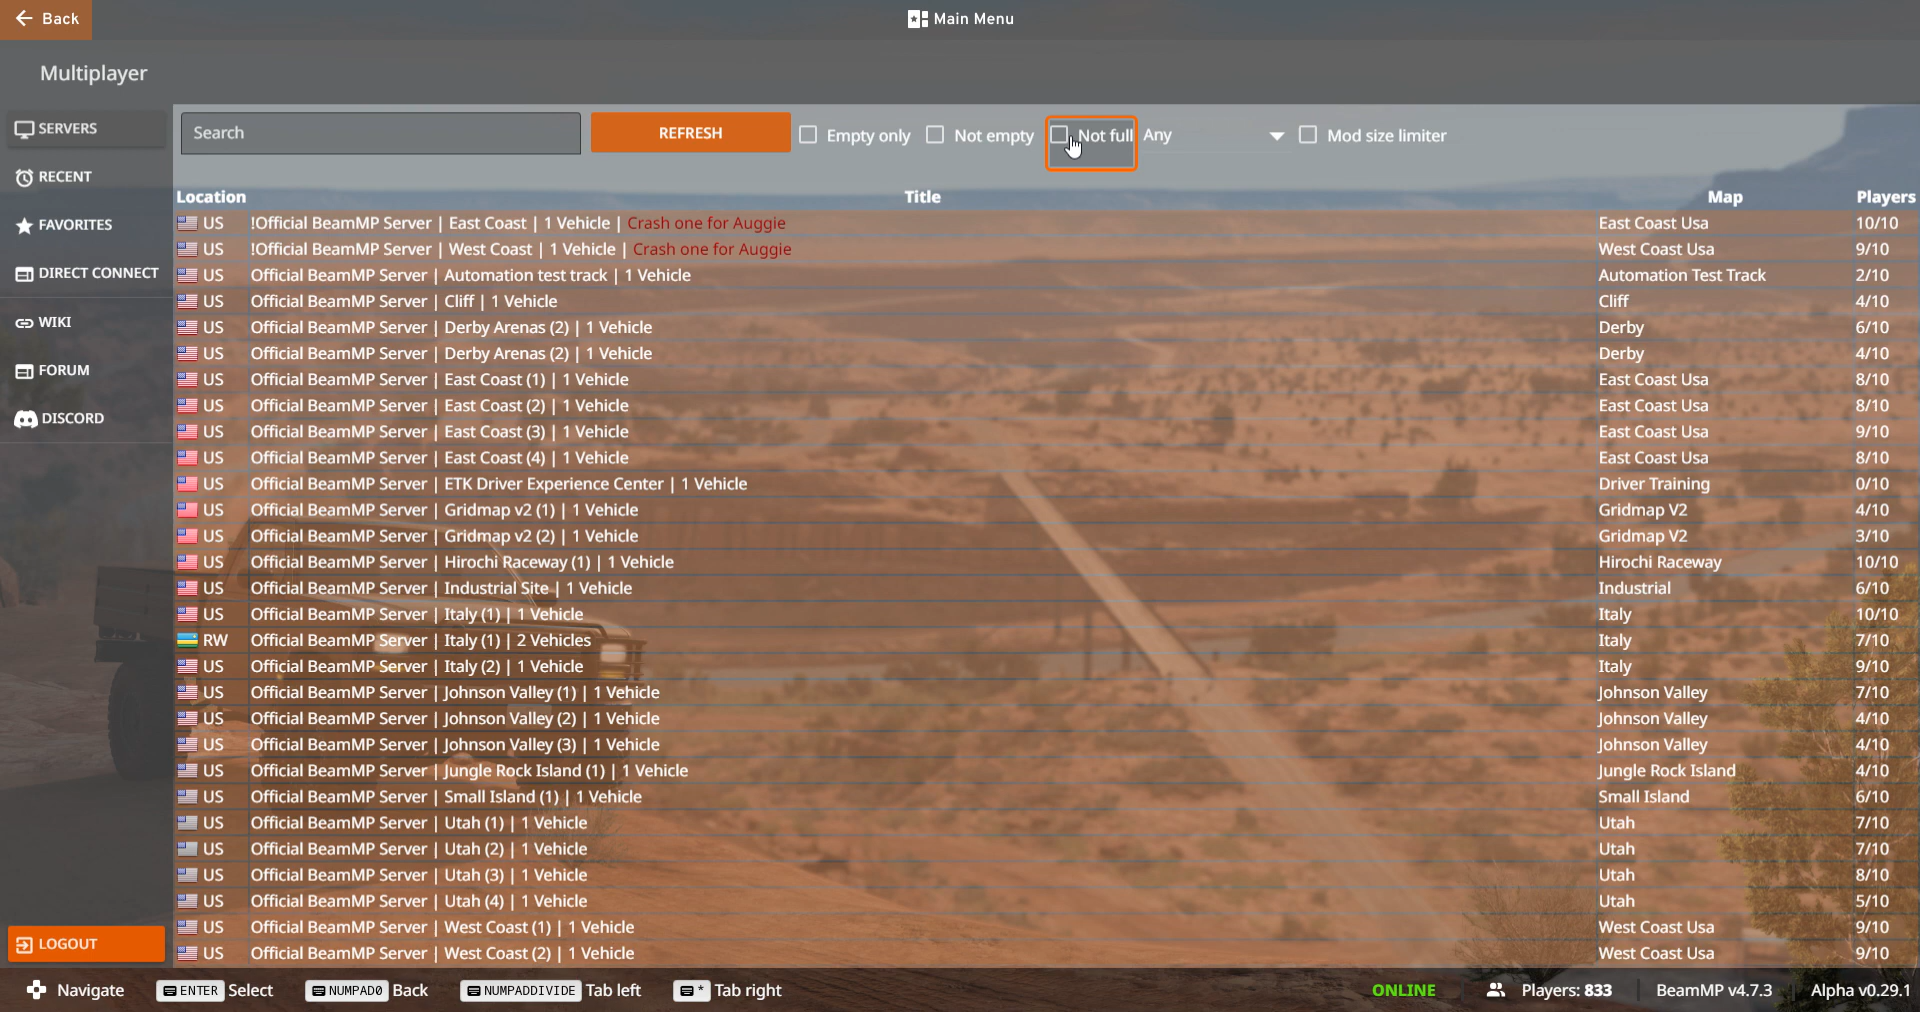 Back
Main Menu
Multiplayer
SERVERS
RECENT
FAVORITES
DIRECT CONNECT
WIKI
FORUM
DISCORD
LOGOUT
Search REFRESH Empty only Not empty Not full Any Mod size limiter
Location Title Map Players
US !Official BeamMP Server | East Coast | 1 Vehicle | Crash one for Auggie East Coast Usa 10/10
US !Official BeamMP Server | West Coast | 1 Vehicle | Crash one for Auggie West Coast Usa 9/10
US Official BeamMP Server | Automation test track | 1 Vehicle Automation Test Track 2/10
US Official BeamMP Server | Cliff | 1 Vehicle Cliff 4/10
US Official BeamMP Server | Derby Arenas (2) | 1 Vehicle Derby 6/10
US Official BeamMP Server | Derby Arenas (2) | 1 Vehicle Derby 4/10
US Official BeamMP Server | East Coast (1) | 1 Vehicle East Coast Usa 8/10
US Official BeamMP Server | East Coast (2) | 1 Vehicle East Coast Usa 8/10
US Official BeamMP Server | East Coast (3) | 1 Vehicle East Coast Usa 9/10
US Official BeamMP Server | East Coast (4) | 1 Vehicle East Coast Usa 8/10
US Official BeamMP Server | ETK Driver Experience Center | 1 Vehicle Driver Training 0/10
US Official BeamMP Server | Gridmap v2 (1) | 1 Vehicle Gridmap V2 4/10
US Official BeamMP Server | Gridmap v2 (2) | 1 Vehicle Gridmap V2 3/10
US Official BeamMP Server | Hirochi Raceway (1) | 1 Vehicle Hirochi Raceway 10/10
US Official BeamMP Server | Industrial Site | 1 Vehicle Industrial 6/10
US Official BeamMP Server | Italy (1) | 1 Vehicle Italy 10/10
RW Official BeamMP Server | Italy (1) | 2 Vehicles Italy 7/10
US Official BeamMP Server | Italy (2) | 1 Vehicle Italy 9/10
US Official BeamMP Server | Johnson Valley (1) | 1 Vehicle Johnson Valley 7/10
US Official BeamMP Server | Johnson Valley (2) | 1 Vehicle Johnson Valley 4/10
US Official BeamMP Server | Johnson Valley (3) | 1 Vehicle Johnson Valley 4/10
US Official BeamMP Server | Jungle Rock Island (1) | 1 Vehicle Jungle Rock Island 4/10
US Official BeamMP Server | Small Island (1) | 1 Vehicle Small Island 6/10
US Official BeamMP Server | Utah (1) | 1 Vehicle Utah 7/10
US Official BeamMP Server | Utah (2) | 1 Vehicle Utah 7/10
US Official BeamMP Server | Utah (3) | 1 Vehicle Utah 8/10
US Official BeamMP Server | Utah (4) | 1 Vehicle Utah 5/10
US Official BeamMP Server | West Coast (1) | 1 Vehicle West Coast Usa 9/10
US Official BeamMP Server | West Coast (2) | 1 Vehicle West Coast Usa 9/10
Navigate ENTER Select NUMPAD0 Back NUMPADDIVIDE Tab left * Tab right ONLINE Players: 833 BeamMP v4.7.3 Alpha v0.29.1